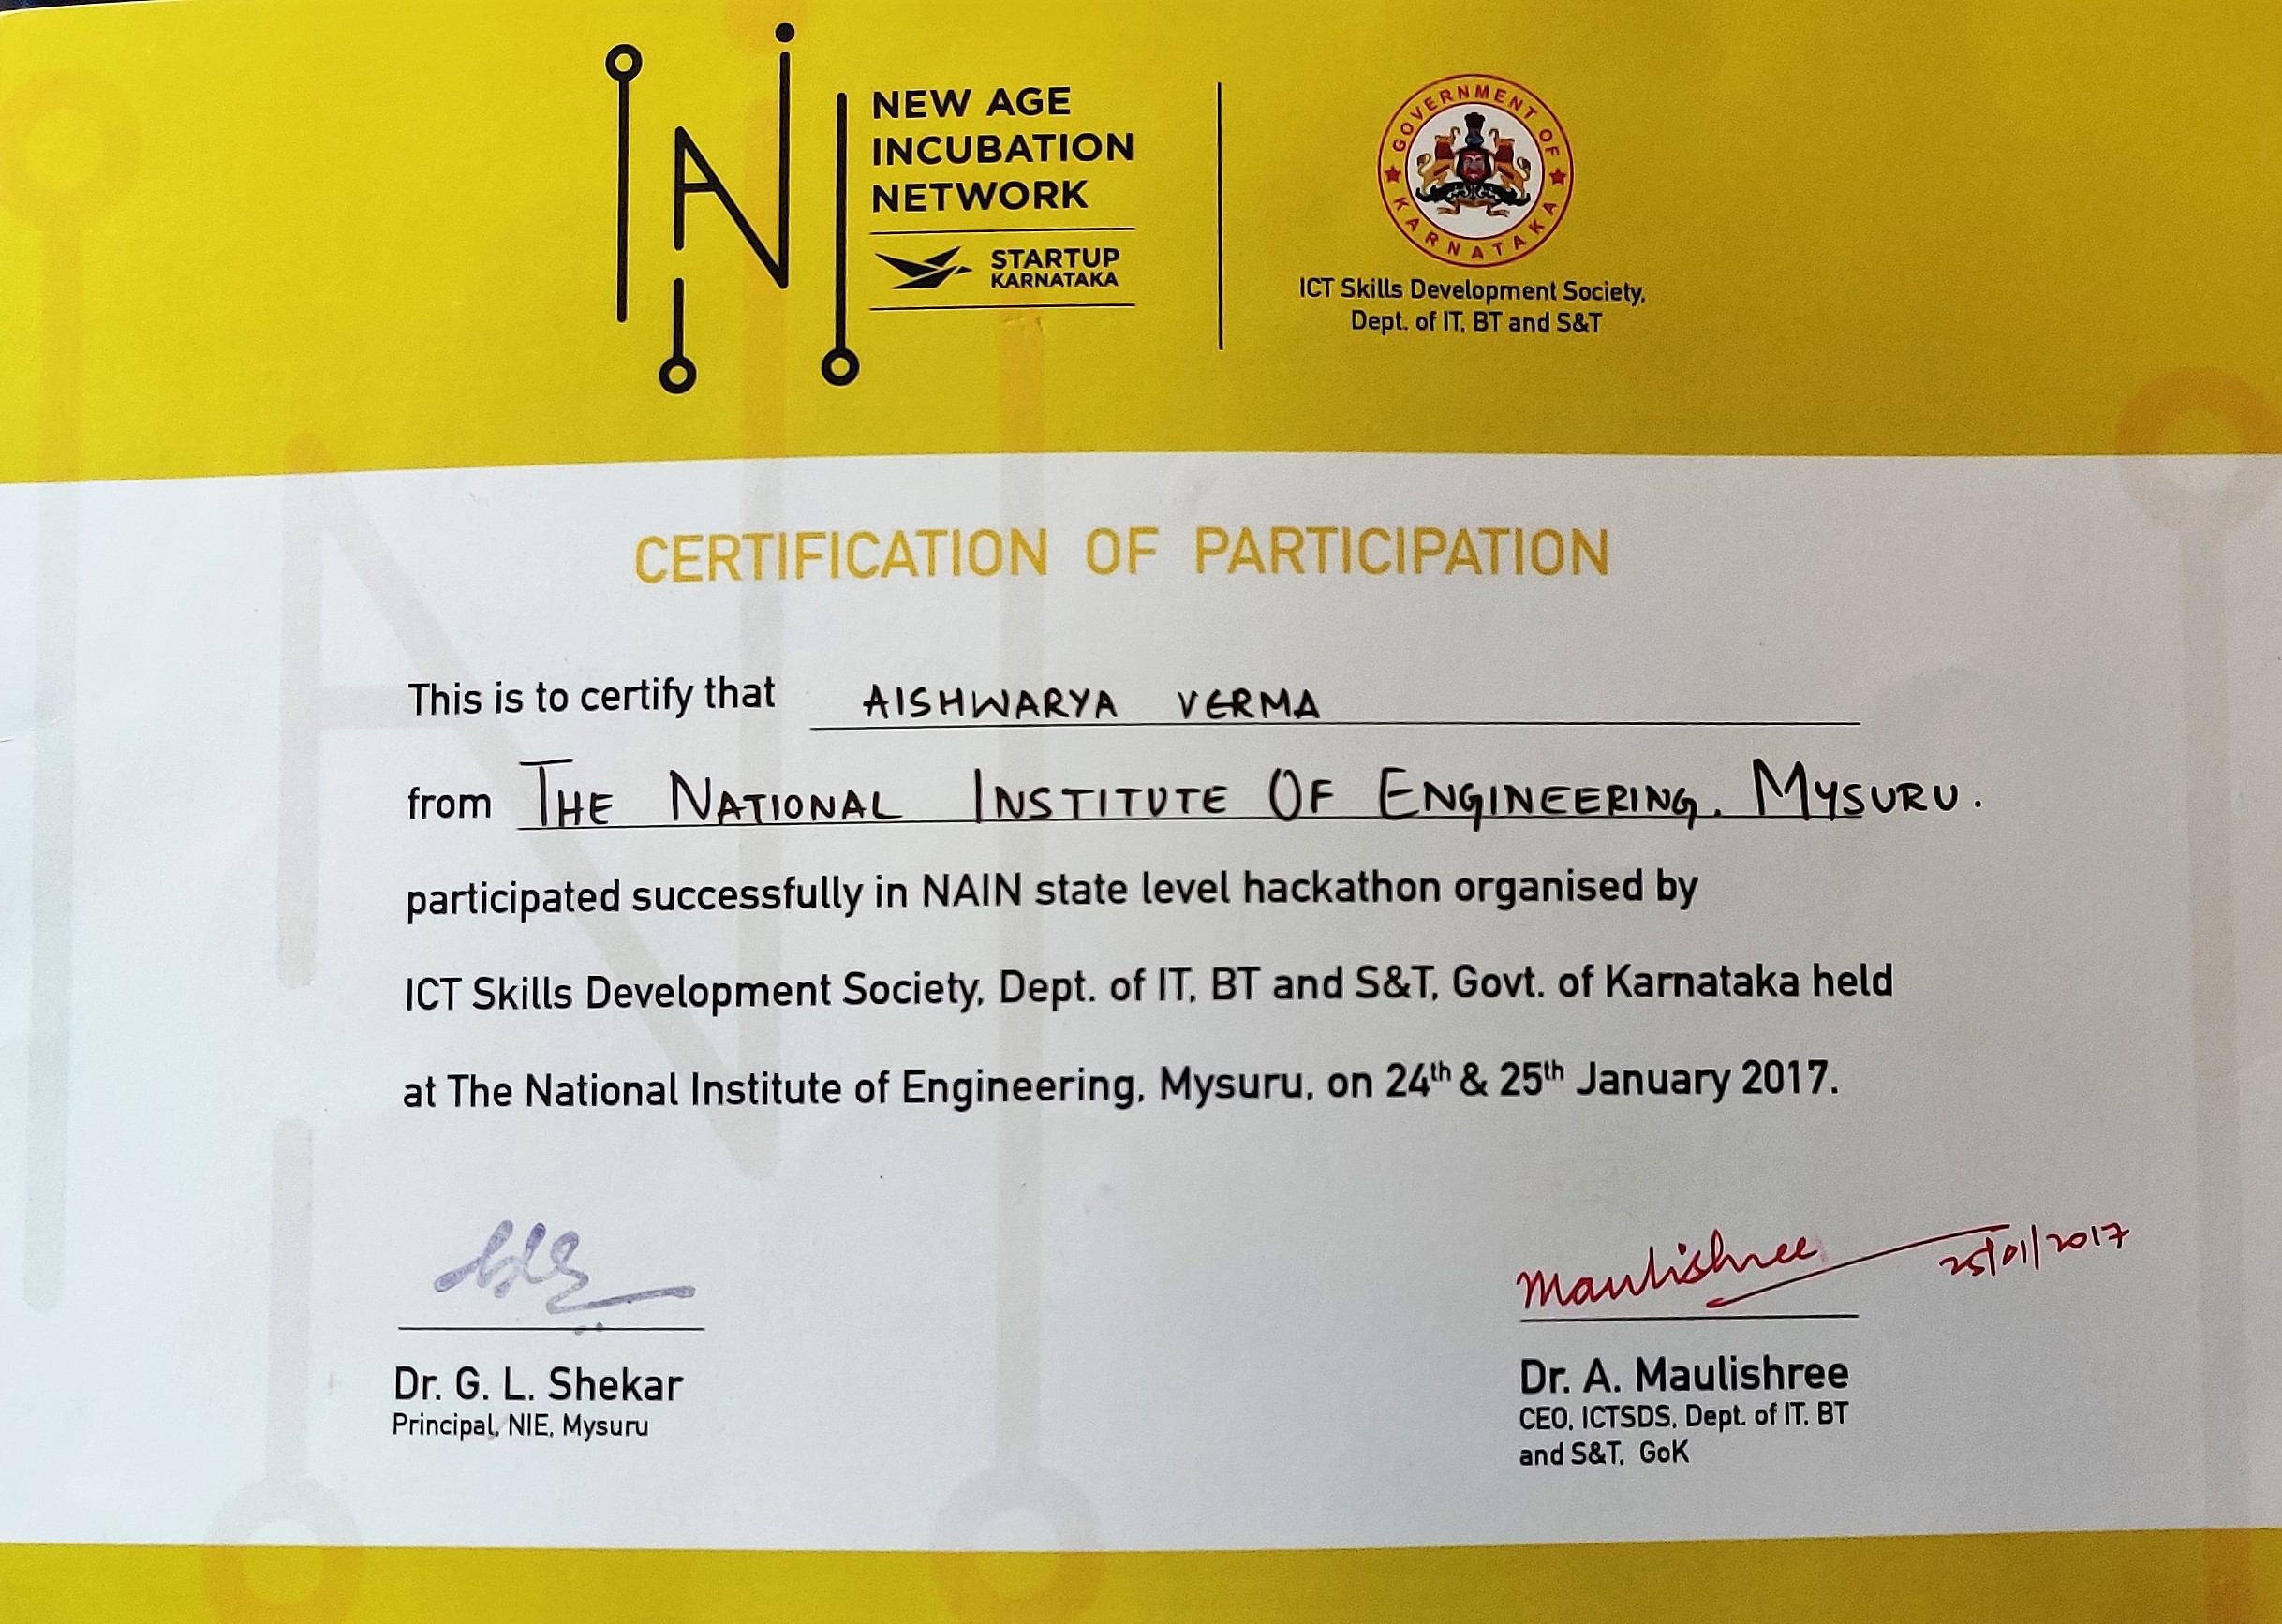 NEW AGE
INCUBATION
NETWORK
STARTUP
KARNATAKA
GOVERNMENT OF
KARNATAKA
ICT Skills Development Society,
Dept. of IT, BT and S&T
CERTIFICATION OF PARTICIPATION
This is to certify that AISHWARYA VERMA
from THE NATIONAL INSTITUTE OF ENGINEERING, MYSURU.
participated successfully in NAIN state level hackathon organised by
ICT Skills Development Society, Dept. of IT, BT and S&T, Govt. of Karnataka held
at The National Institute of Engineering, Mysuru, on 24th & 25th January 2017.
Maulishree 25/01/2017
Dr. G. L. Shekar
Principal, NIE, Mysuru
Dr. A. Maulishree
CEO, ICTSDS, Dept. of IT, BT
and S&T, GoK